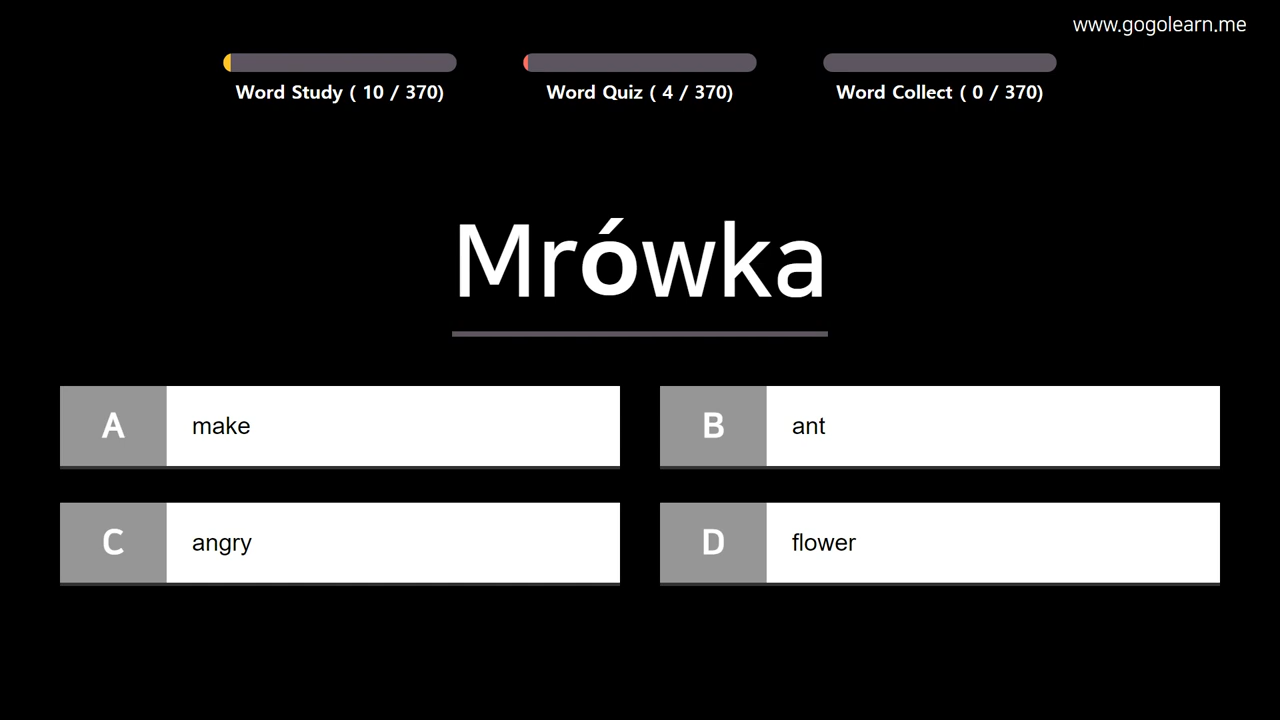 www.gogolearn.me
Word Study ( 10 / 370)
Word Quiz ( 4 / 370)
Word Collect ( 0 / 370)
Mrówka
A make
B ant
C angry
D flower